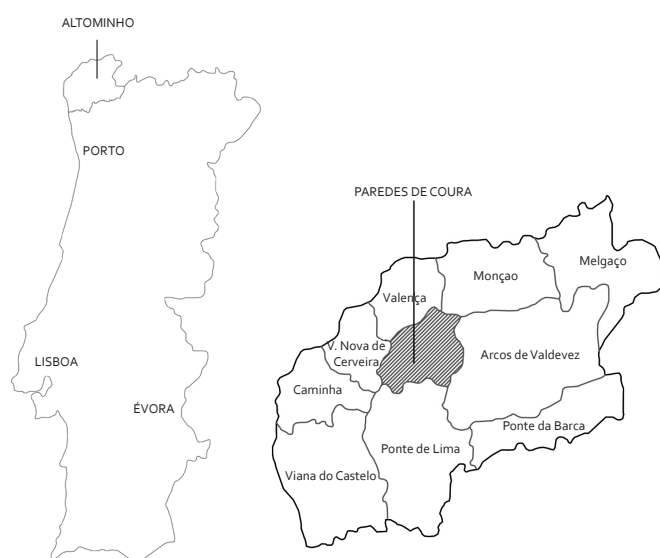 ALTOMINHO
PORTO
LISBOA
ÉVORA
PAREDES DE COURA
Melgaço
Monçao
Valença
V. Nova de
Cerveira
Arcos de Valdevez
Caminha
Ponte da Barca
Ponte de Lima
Viana do Castelo